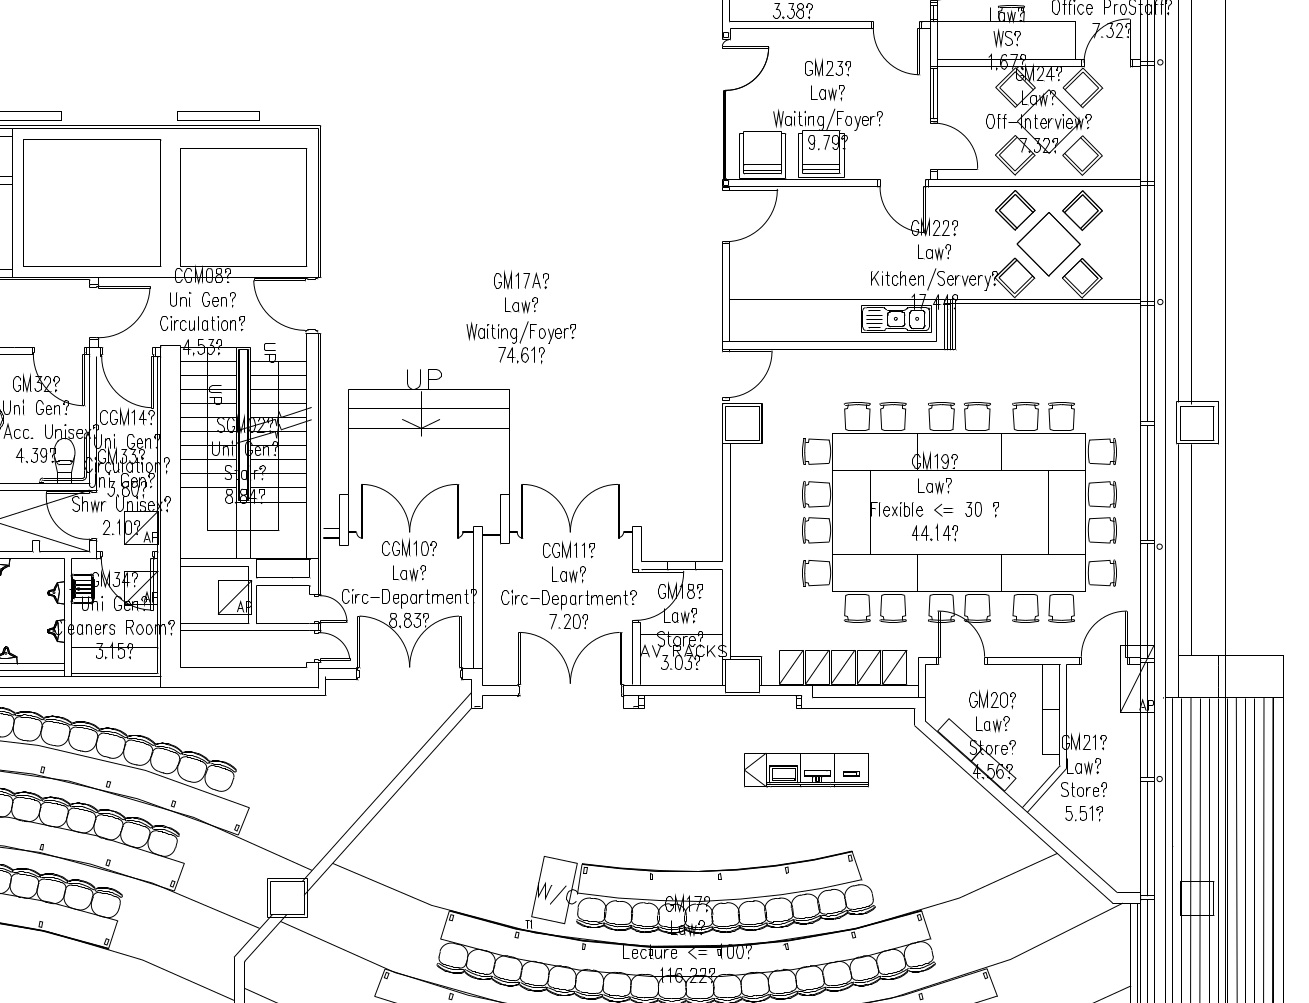 3.38?
Law?
WS?
1.67?
Office ProStaff?
7.32?
GM23?
Law?
Waiting/Foyer?
9.79?
GM24?
Law?
Off-Interview?
7.32?
GM22?
Law?
Kitchen/Servery?
17.44?
CGM08?
Uni Gen?
Circulation?
4.53?
GM17A?
Law?
Waiting/Foyer?
74.61?
UP
UP
UP
GM32?
Uni Gen?
Acc. Unisex?
4.39?
CGM14?
Uni Gen?
Circulation?
3.80?
GM33?
Uni Gen?
Shwr Unisex?
2.10?
SGM02?
Uni Gen?
Stair?
8.84?
GM19?
Law?
Flexible <= 30 ?
44.14?
AP
AP
AP
CGM10?
Law?
Circ-Department?
8.83?
CGM11?
Law?
Circ-Department?
7.20?
GM18?
Law?
Store?
3.03?
AV RACKS
GM34?
Uni Gen?
Cleaners Room?
3.15?
GM20?
Law?
Store?
4.56?
AP
GM21?
Law?
Store?
5.51?
W/C
GM17?
Law?
Lecture <= 100?
116.22?